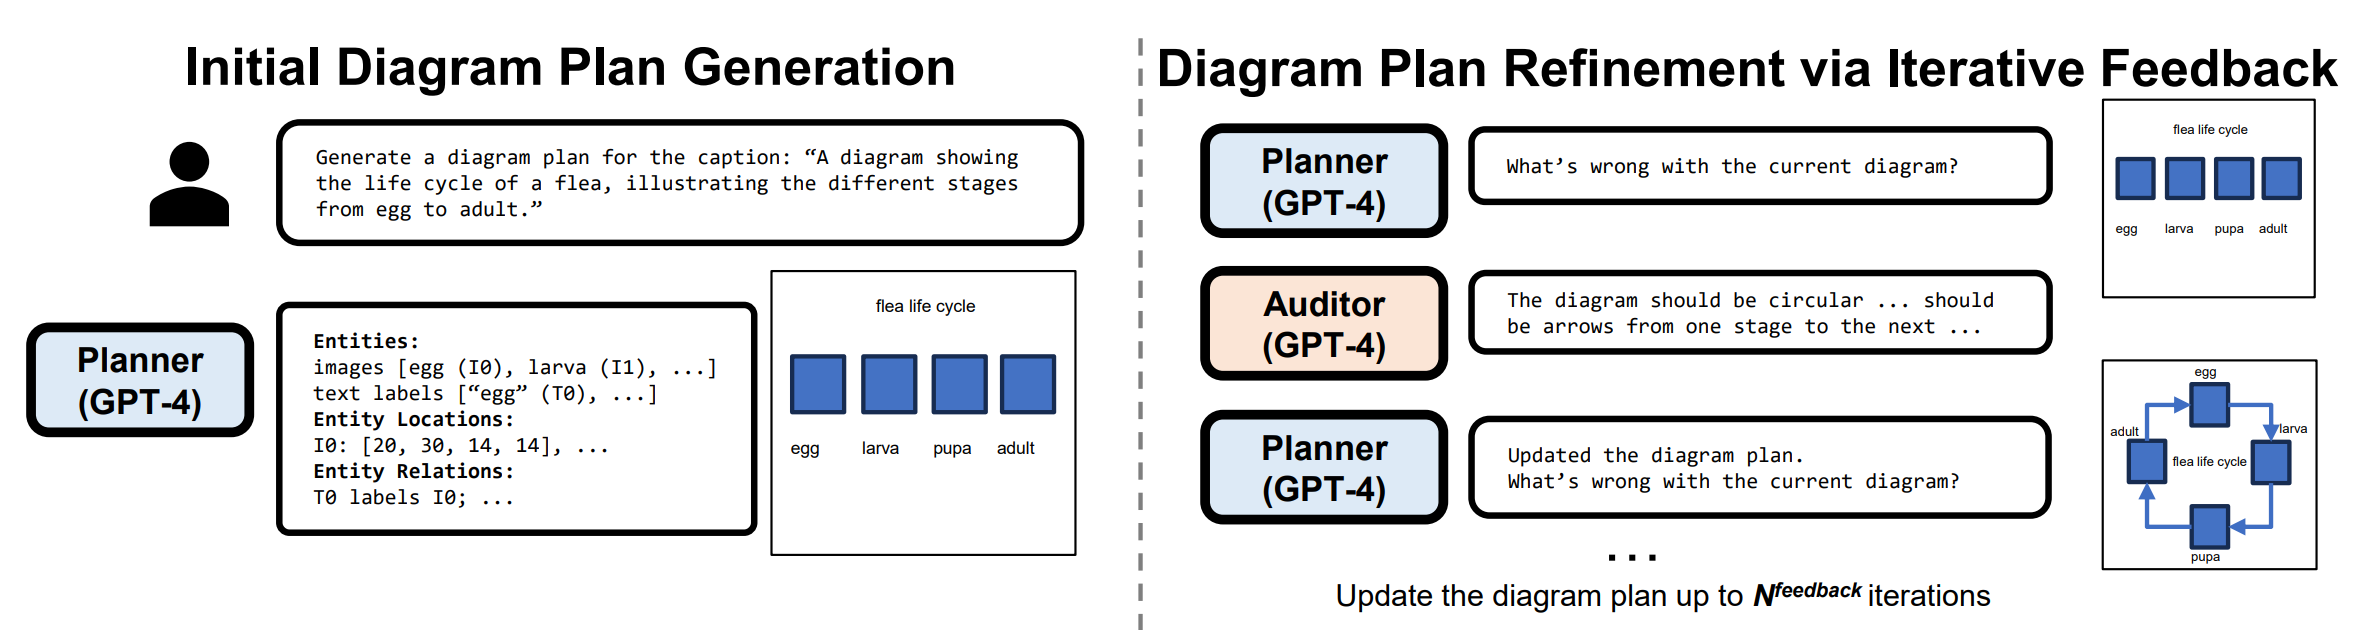 Initial Diagram Plan Generation
Generate a diagram plan for the caption: “A diagram showing
the life cycle of a flea, illustrating the different stages
from egg to adult.”
Planner
(GPT-4)
Entities:
images [egg (I0), larva (I1), ...]
text labels [“egg” (T0), ...]
Entity Locations:
I0: [20, 30, 14, 14], ...
Entity Relations:
T0 labels I0; ...
flea life cycle
egg larva pupa adult
Diagram Plan Refinement via Iterative Feedback
Planner
(GPT-4)
What’s wrong with the current diagram?
flea life cycle
egg larva pupa adult
Auditor
(GPT-4)
The diagram should be circular ... should
be arrows from one stage to the next ...
Planner
(GPT-4)
Updated the diagram plan.
What’s wrong with the current diagram?
egg
adult larva
flea life cycle
pupa
...
Update the diagram plan up to Nfeedback iterations